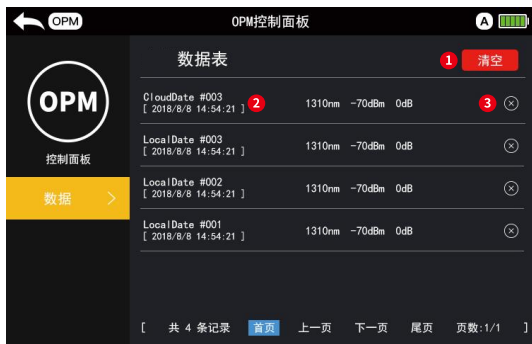 OPM OPM控制面板 A
数据表 1 清空
OPM
控制面板
数据 >
CloudDate #003
[ 2018/8/8 14:54:21 ] 2 1310nm -70dBm 0dB 3
LocalDate #003
[ 2018/8/8 14:54:21 ] 1310nm -70dBm 0dB
LocalDate #002
[ 2018/8/8 14:54:21 ] 1310nm -70dBm 0dB
LocalDate #001
[ 2018/8/8 14:54:21 ] 1310nm -70dBm 0dB
[ 共 4 条记录 首页 上一页 下一页 尾页 页数:1/1 ]